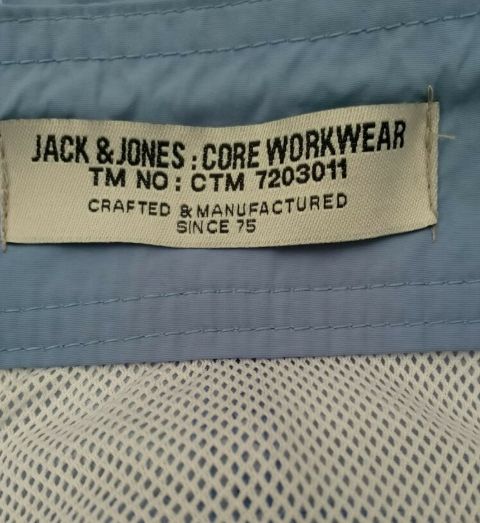 JACK & JONES : CORE WORKWEAR
TM NO : CTM 7203011
CRAFTED & MANUFACTURED
SINCE 75